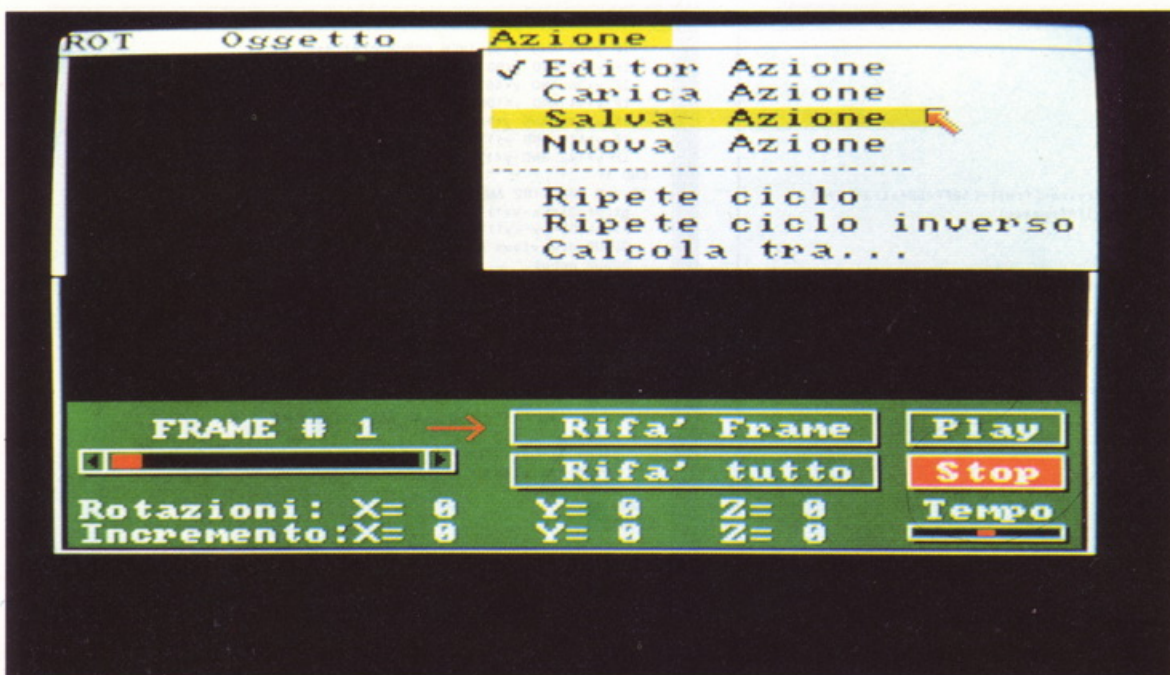 ROT Oggetto Azione
✓ Editor Azione
Carica Azione
Salva Azione
Nuova Azione
Ripete ciclo
Ripete ciclo inverso
Calcola tra...
FRAME # 1 → Rifa' Frame Play
Rifa' tutto Stop
Rotazioni: X= 0 Y= 0 Z= 0 Tempo
Incremento:X= 0 Y= 0 Z= 0